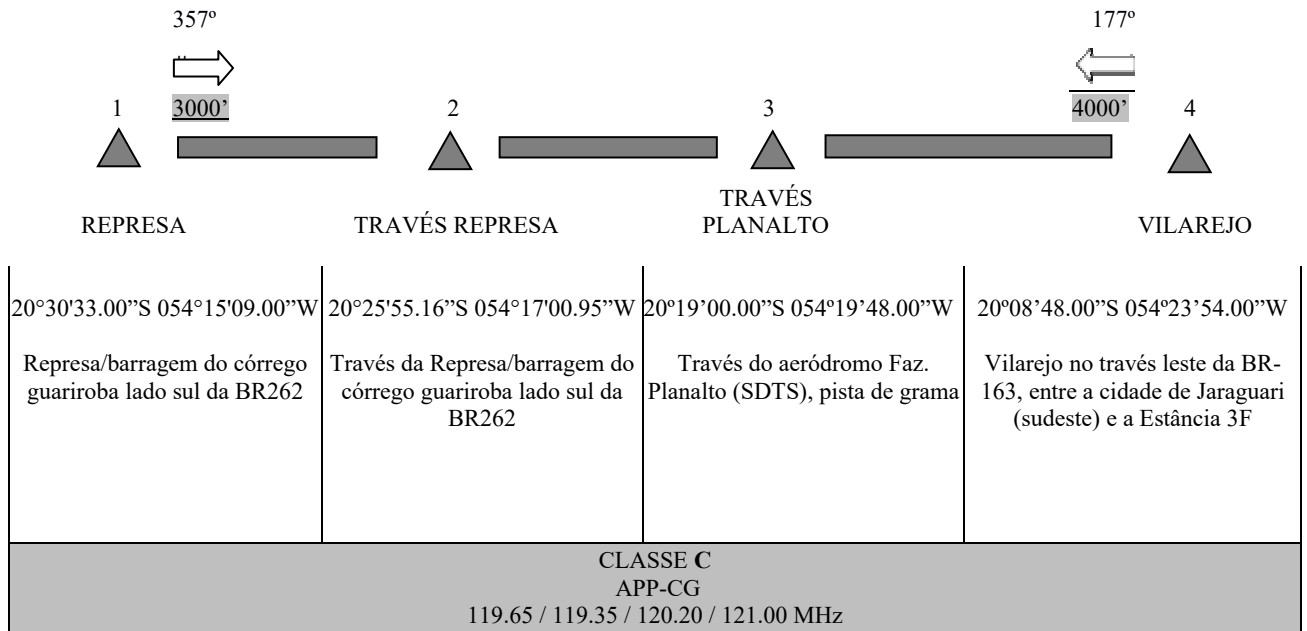 357º 177º
1 3000’ 2 3 4000’ 4
REPRESA TRAVÉS REPRESA TRAVÉS PLANALTO VILAREJO
20°30'33.00”S 054°15'09.00”W
Represa/barragem do córrego
guariroba lado sul da BR262
20°25'55.16”S 054°17'00.95”W
Través da Represa/barragem do
córrego guariroba lado sul da
BR262
20º19’00.00”S 054º19’48.00”W
Través do aeródromo Faz.
Planalto (SDTS), pista de grama
20º08’48.00”S 054º23’54.00”W
Vilarejo no través leste da BR-
163, entre a cidade de Jaraguari
(sudeste) e a Estância 3F
CLASSE C
APP-CG
119.65 / 119.35 / 120.20 / 121.00 MHz